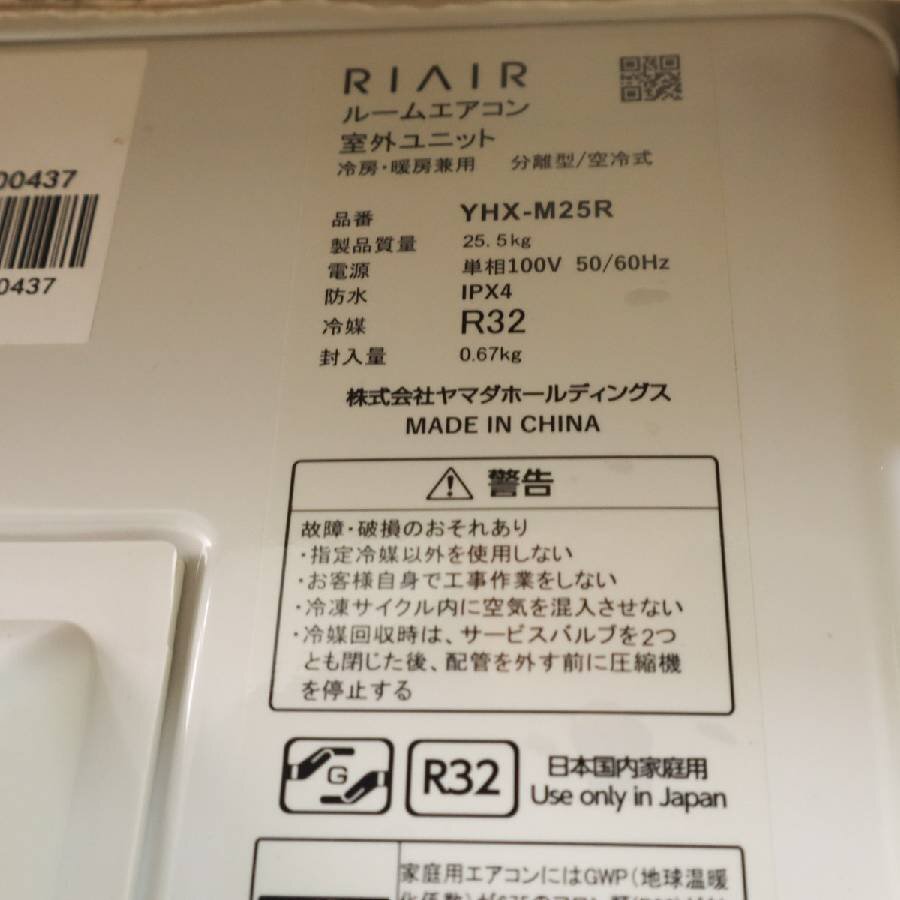 RIAIR
ルームエアコン
室外ユニット
冷房・暖房兼用 分離型/空冷式
00437
0437
品番 YHX-M25R
製品質量 25.5kg
電源 単相100V 50/60Hz
防水 IPX4
冷媒 R32
封入量 0.67kg
株式会社ヤマダホールディングス
MADE IN CHINA
警告
故障・破損のおそれあり
・指定冷媒以外を使用しない
・お客様自身で工事作業をしない
・冷凍サイクル内に空気を混入させない
・冷媒回収時は、サービスバルブを2つ
とも閉じた後、配管を外す前に圧縮機
を停止する
G R32 日本国内家庭用
Use only in Japan
家庭用エアコンにはGWP(地球温暖